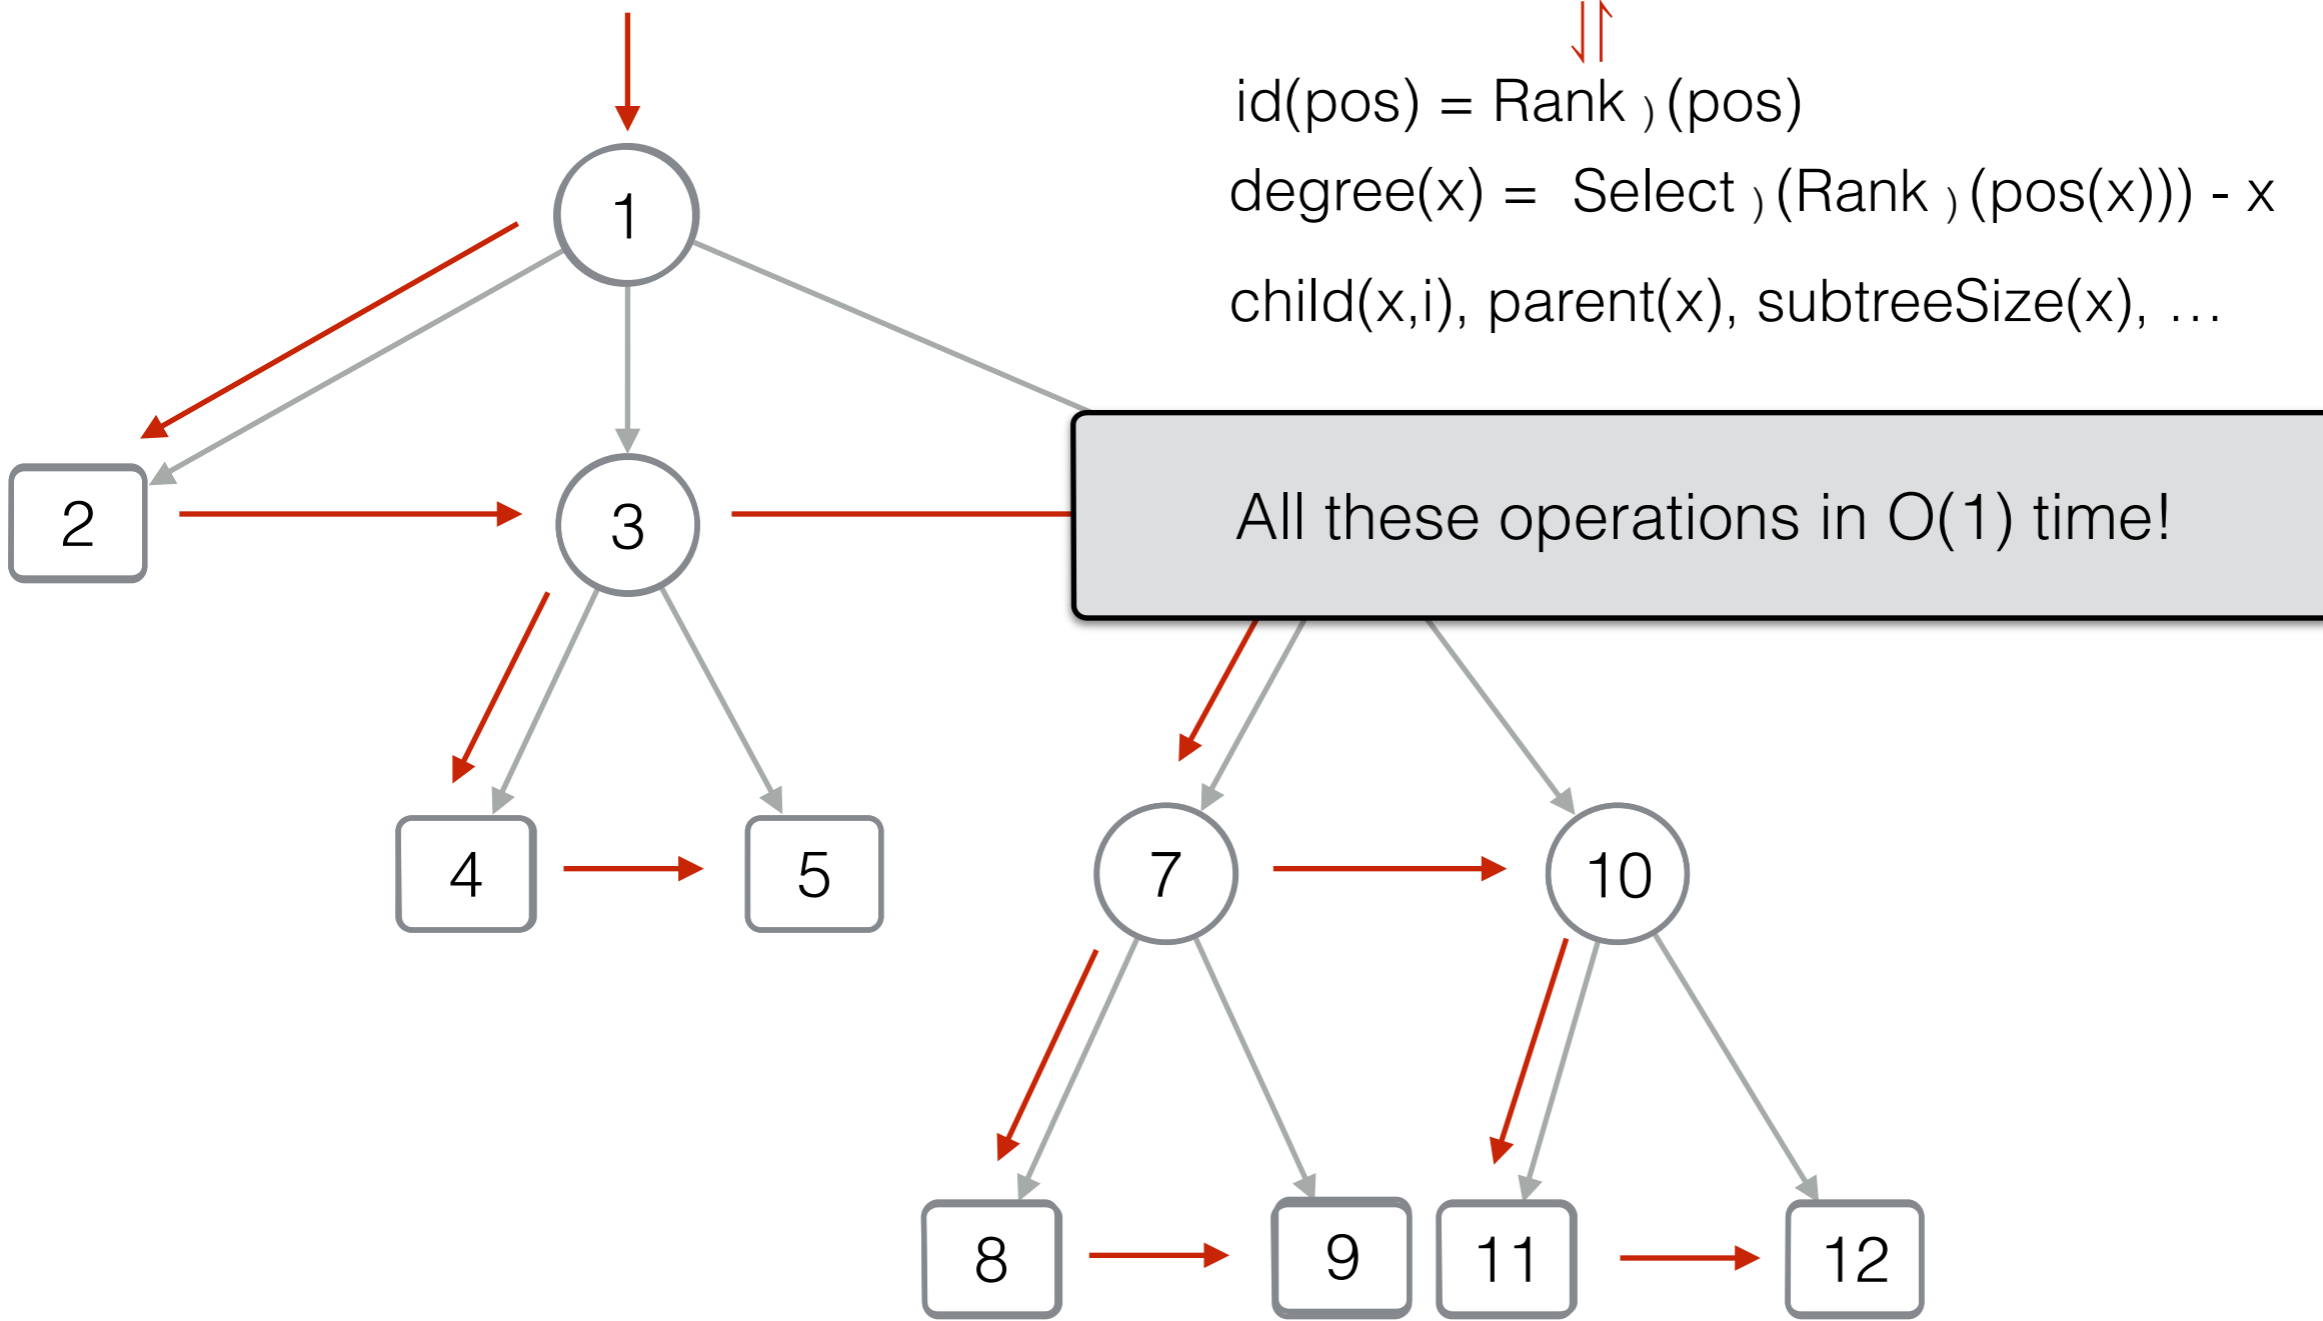 id(pos) = Rank ) (pos)
degree(x) = Select ) (Rank ) (pos(x))) - x
child(x,i), parent(x), subtreeSize(x), …
All these operations in O(1) time!
1
2
3
4
5
7
10
8
9
11
12